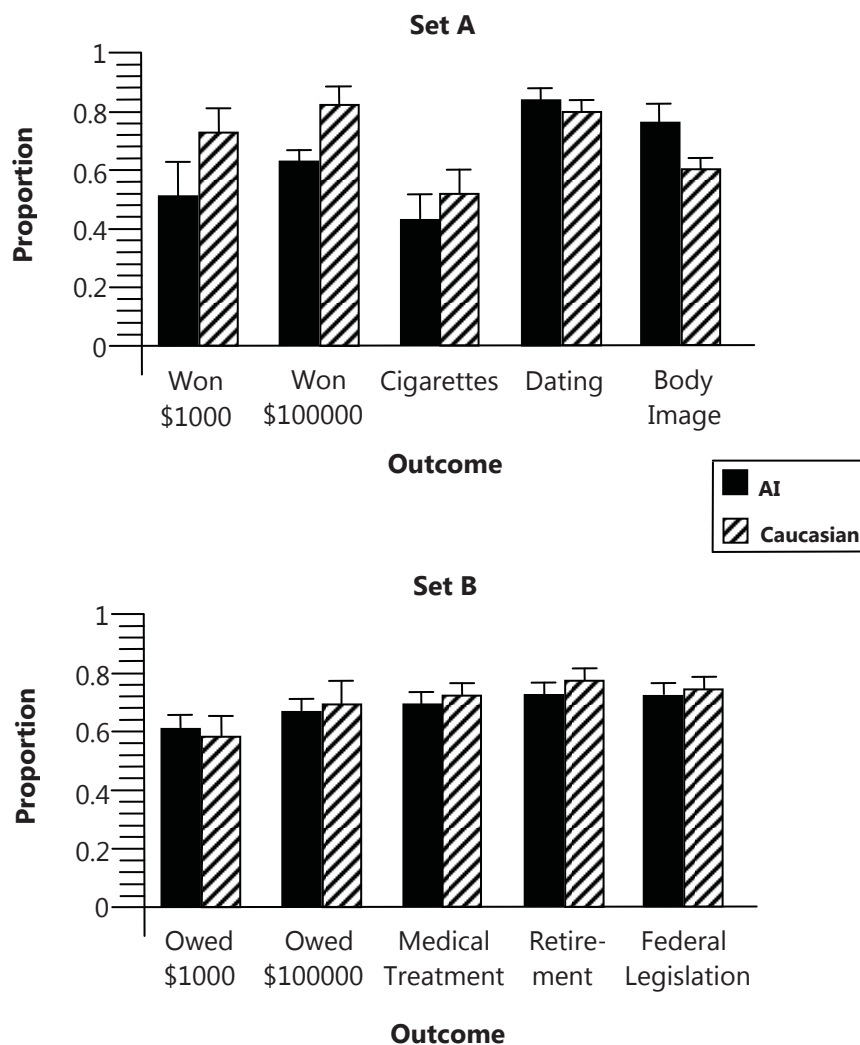 Set A
Proportion
1
0.8
0.6
0.4
0.2
0
Won
$1000
Won
$100000
Cigarettes
Dating
Body
Image
Outcome
AI
Caucasian
Set B
Proportion
1
0.8
0.6
0.4
0.2
0
Owed
$1000
Owed
$100000
Medical
Treatment
Retire-
ment
Federal
Legislation
Outcome